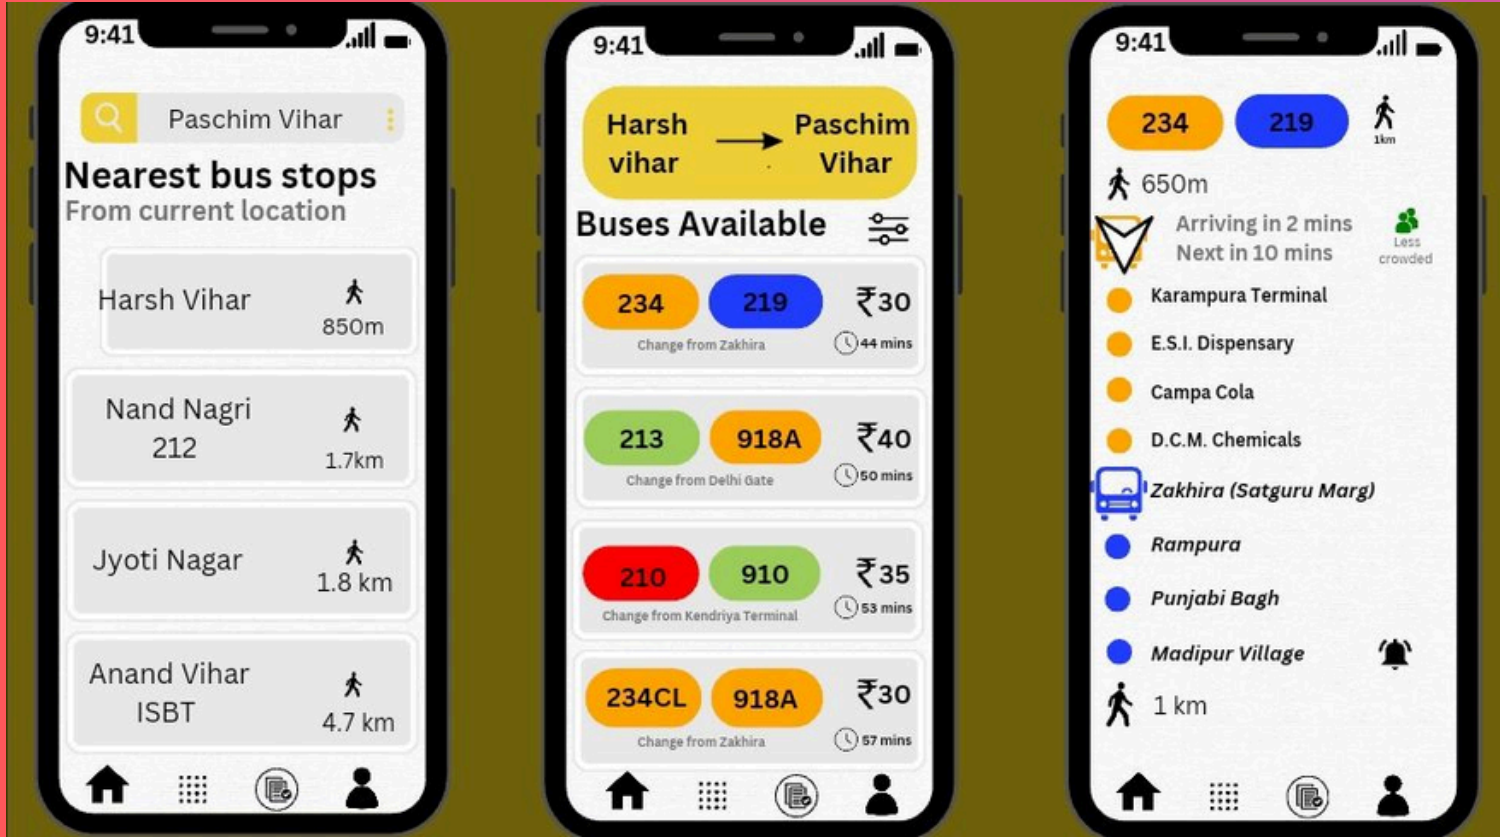 9:41
Paschim Vihar
Nearest bus stops
From current location
Harsh Vihar
850m
Nand Nagri
212
1.7km
Jyoti Nagar
1.8 km
Anand Vihar
ISBT
4.7 km
9:41
Harsh
vihar
Paschim
Vihar
Buses Available
234 219 ₹30
Change from Zakhira 44 mins
213 918A ₹40
Change from Delhi Gate 50 mins
210 910 ₹35
Change from Kendriya Terminal 53 mins
234CL 918A ₹30
Change from Zakhira 57 mins
9:41
234 219
1km
650m
Arriving in 2 mins
Next in 10 mins
Less
crowded
Karampura Terminal
E.S.I. Dispensary
Campa Cola
D.C.M. Chemicals
Zakhira (Satguru Marg)
Rampura
Punjabi Bagh
Madipur Village
1 km